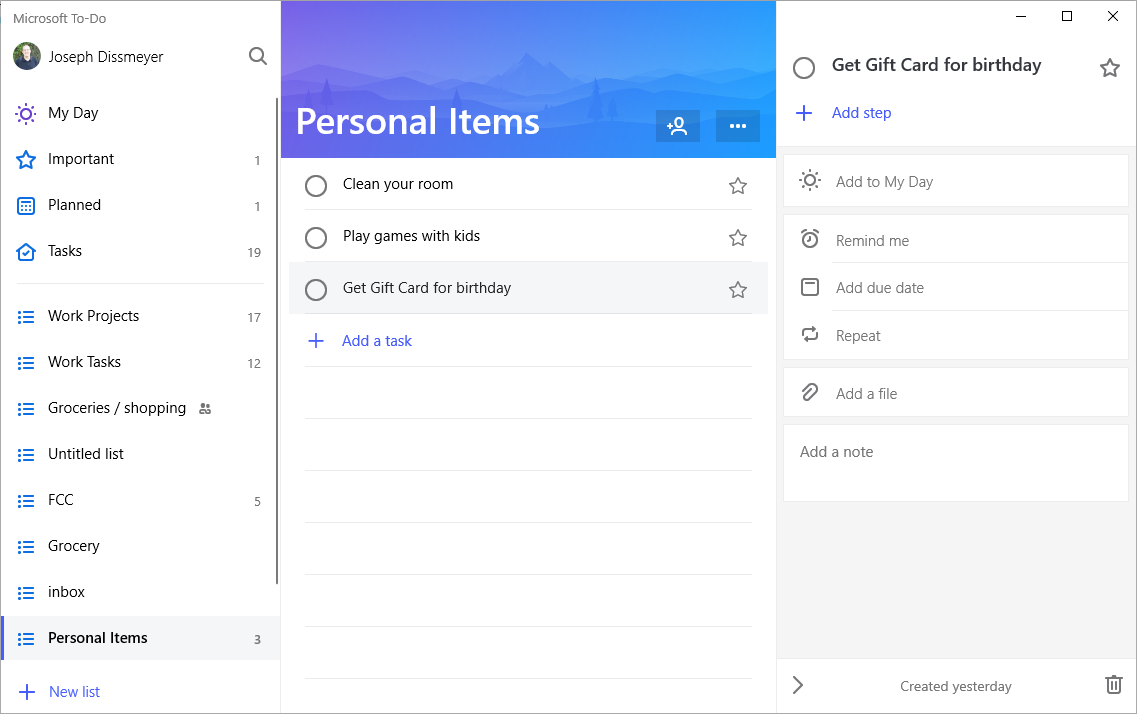 Microsoft To-Do
Joseph Dissmeyer
My Day
Important 1
Planned 1
Tasks 19
Work Projects 17
Work Tasks 12
Groceries / shopping
Untitled list
FCC 5
Grocery
inbox
Personal Items 3
New list
Personal Items
Clean your room
Play games with kids
Get Gift Card for birthday
Add a task
Get Gift Card for birthday
Add step
Add to My Day
Remind me
Add due date
Repeat
Add a file
Add a note
Created yesterday